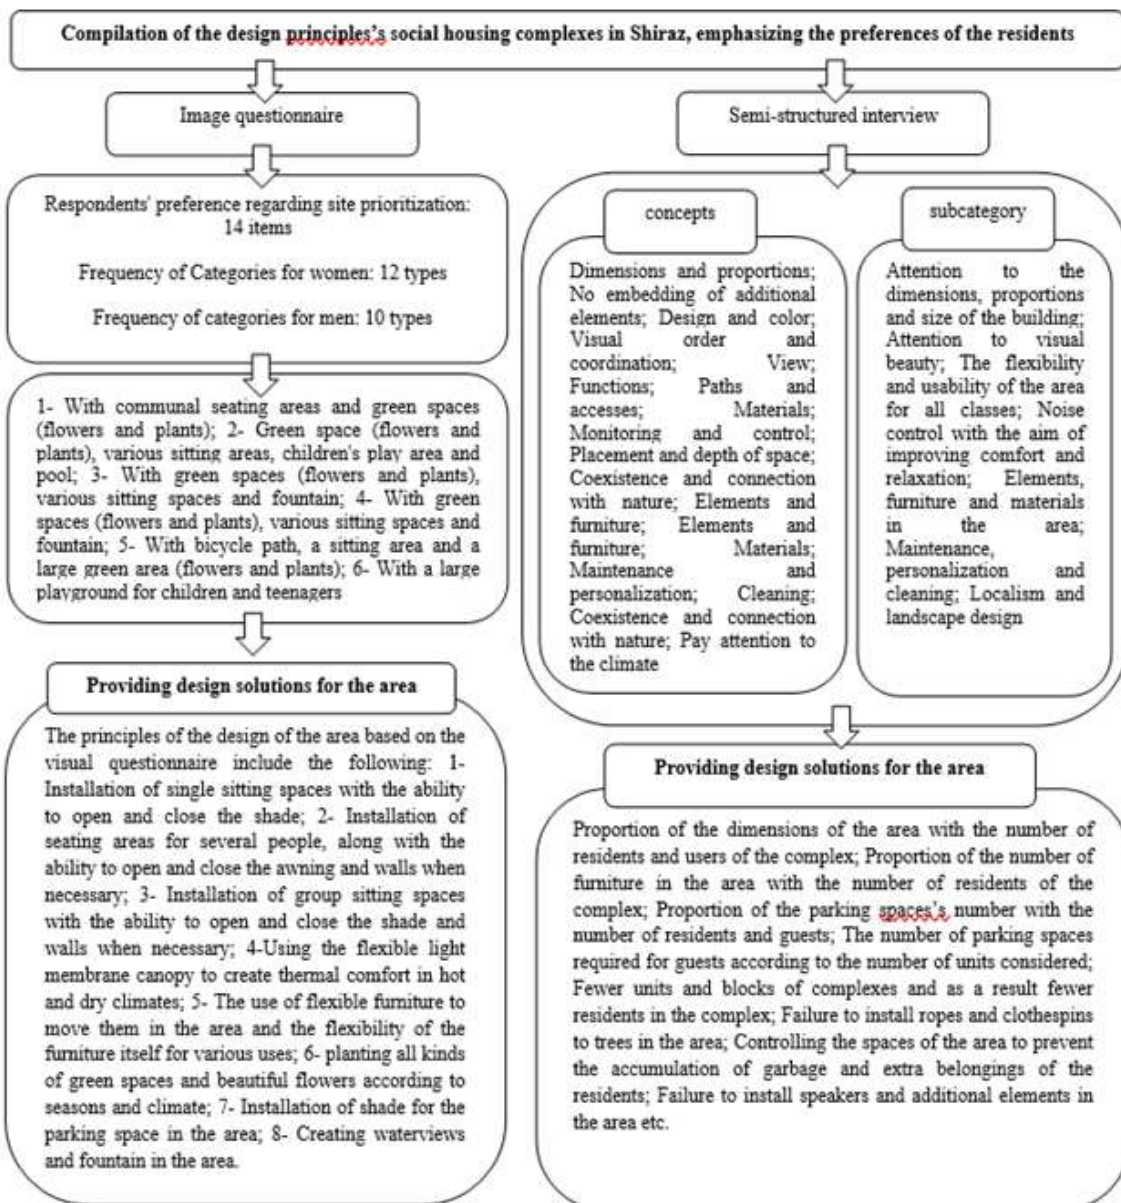 Compilation of the design principles's social housing complexes in Shiraz, emphasizing the preferences of the residents
Image questionnaire
Respondents' preference regarding site prioritization:
14 items
Frequency of Categories for women: 12 types
Frequency of categories for men: 10 types
1- With communal seating areas and green spaces
(flowers and plants); 2- Green space (flowers and
plants), various sitting areas, children's play area and
pool; 3- With green spaces (flowers and plants),
various sitting spaces and fountain; 4- With green
spaces (flowers and plants), various sitting spaces and
fountain; 5- With bicycle path, a sitting area and a
large green area (flowers and plants); 6- With a large
playground for children and teenagers
Providing design solutions for the area
The principles of the design of the area based on the
visual questionnaire include the following: 1-
Installation of single sitting spaces with the ability
to open and close the shade; 2- Installation of
seating areas for several people, along with the
ability to open and close the awning and walls when
necessary; 3- Installation of group sitting spaces
with the ability to open and close the shade and
walls when necessary; 4-Using the flexible light
membrane canopy to create thermal comfort in hot
and dry climates; 5- The use of flexible furniture to
move them in the area and the flexibility of the
furniture itself for various uses; 6- planting all kinds
of green spaces and beautiful flowers according to
seasons and climate; 7- Installation of shade for the
parking space in the area; 8- Creating waterviews
and fountain in the area.
Semi-structured interview
concepts
Dimensions and proportions;
No embedding of additional
elements; Design and color;
Visual order and
coordination; View;
Functions; Paths and
accesses; Materials;
Monitoring and control;
Placement and depth of space;
Coexistence and connection
with nature; Elements and
furniture; Elements and
furniture; Materials;
Maintenance and
personalization; Cleaning;
Coexistence and connection
with nature; Pay attention to
the climate
subcategory
Attention to the
dimensions, proportions
and size of the building;
Attention to visual
beauty; The flexibility
and usability of the area
for all classes; Noise
control with the aim of
improving comfort and
relaxation; Elements,
furniture and materials
in the area;
Maintenance,
personalization and
cleaning; Localism and
landscape design
Providing design solutions for the area
Proportion of the dimensions of the area with the number of
residents and users of the complex; Proportion of the number of
furniture in the area with the number of residents of the
complex; Proportion of the parking spaces's number with the
number of residents and guests; The number of parking spaces
required for guests according to the number of units considered;
Fewer units and blocks of complexes and as a result fewer
residents in the complex; Failure to install ropes and clothespins
to trees in the area; Controlling the spaces of the area to prevent
the accumulation of garbage and extra belongings of the
residents; Failure to install speakers and additional elements in
the area etc.